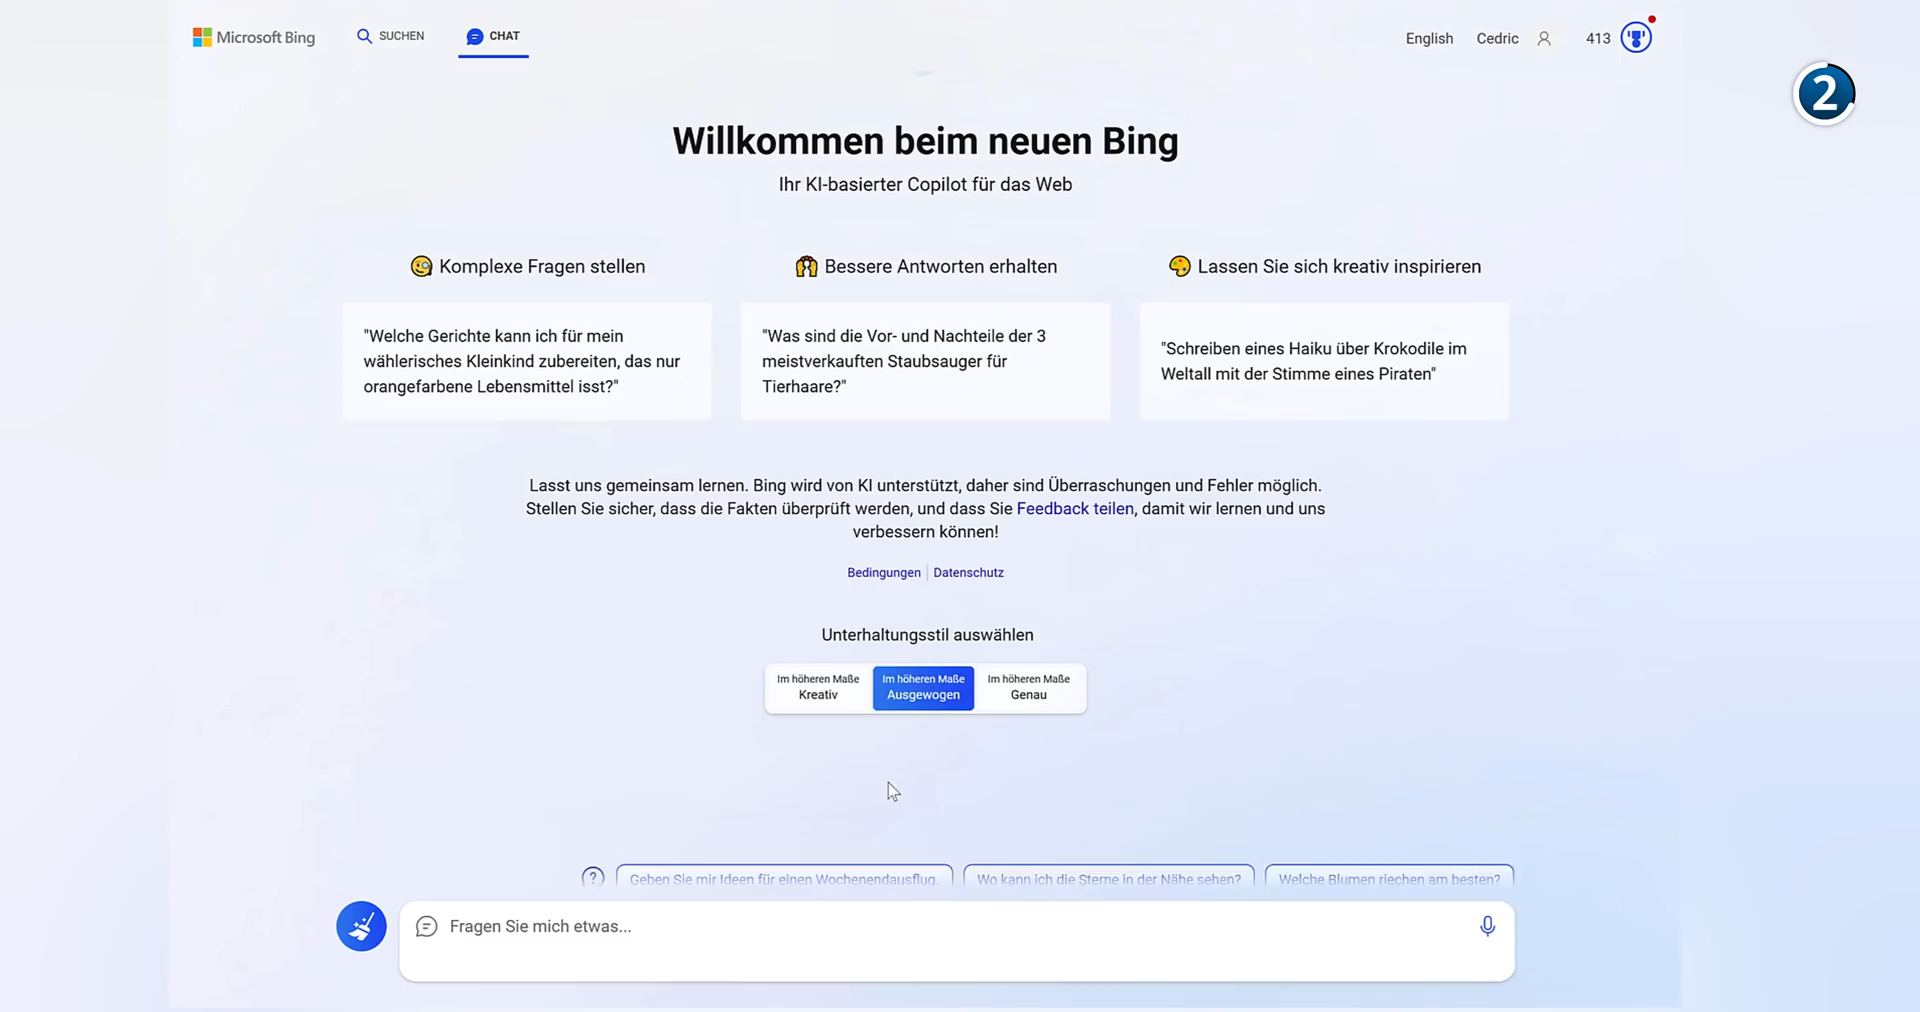 Microsoft Bing
SUCHEN
CHAT
English
Cedric
413
2
Willkommen beim neuen Bing
Ihr KI-basierter Copilot für das Web
Komplexe Fragen stellen
"Welche Gerichte kann ich für mein
wählerisches Kleinkind zubereiten, das nur
orangefarbene Lebensmittel isst?"
Bessere Antworten erhalten
"Was sind die Vor- und Nachteile der 3
meistverkauften Staubsauger für
Tierhaare?"
Lassen Sie sich kreativ inspirieren
"Schreiben eines Haiku über Krokodile im
Weltall mit der Stimme eines Piraten"
Lasst uns gemeinsam lernen. Bing wird von KI unterstützt, daher sind Überraschungen und Fehler möglich.
Stellen Sie sicher, dass die Fakten überprüft werden, und dass Sie Feedback teilen, damit wir lernen und uns
verbessern können!
Bedingungen | Datenschutz
Unterhaltungsstil auswählen
Im höheren Maße
Kreativ
Im höheren Maße
Ausgewogen
Im höheren Maße
Genau
?
Geben Sie mir Ideen für einen Wochenendausflug.
Wo kann ich die Sterne in der Nähe sehen?
Welche Blumen riechen am besten?
Fragen Sie mich etwas...